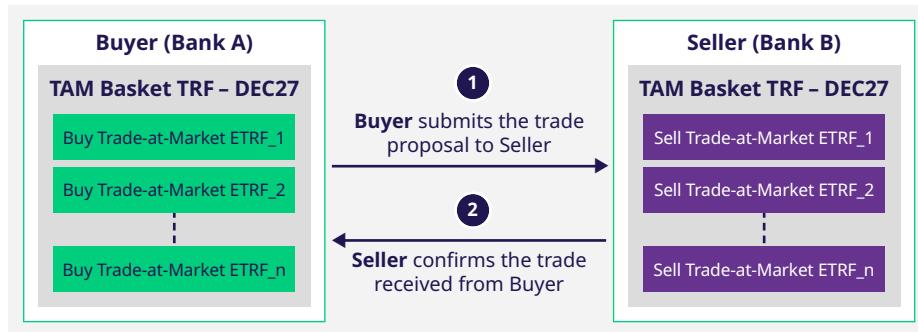 Buyer (Bank A)
TAM Basket TRF – DEC27
Buy Trade-at-Market ETRF_1
Buy Trade-at-Market ETRF_2
Buy Trade-at-Market ETRF_n
1
Buyer submits the trade
proposal to Seller
2
Seller confirms the trade
received from Buyer
Seller (Bank B)
TAM Basket TRF – DEC27
Sell Trade-at-Market ETRF_1
Sell Trade-at-Market ETRF_2
Sell Trade-at-Market ETRF_n